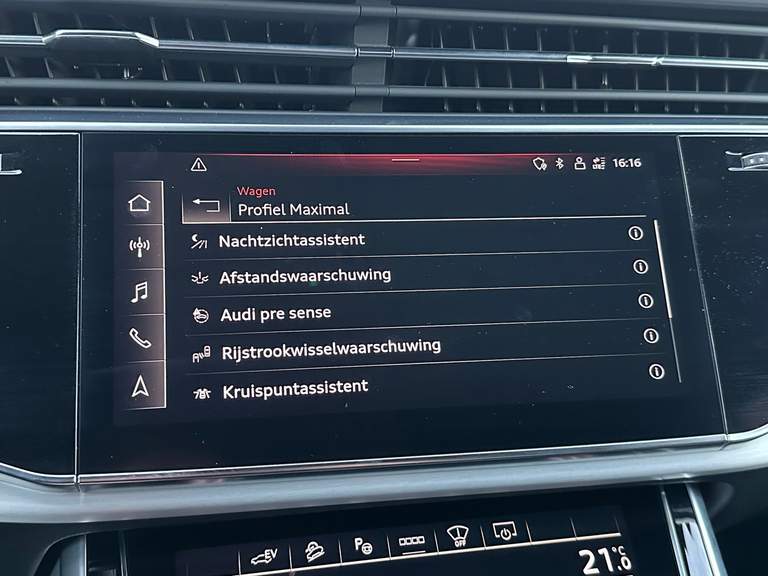 16:16
Wagen
Profiel Maximal
Nachtzichtassistent
Afstandswaarschuwing
Audi pre sense
Rijstrookwisselwaarschuwing
Kruispuntassistent
EV
P
OFF
21.0 °C